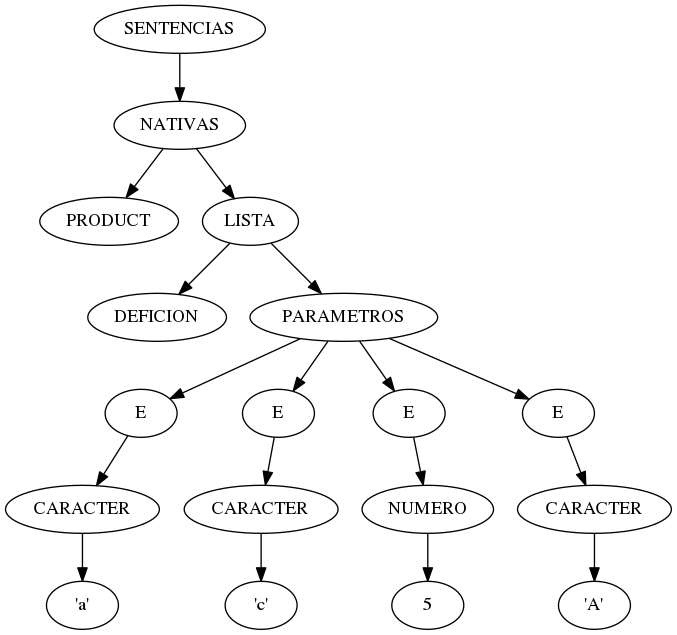 SENTENCIAS
NATIVAS
PRODUCT
LISTA
DEFICION
PARAMETROS
E
E
E
E
CARACTER
CARACTER
NUMERO
CARACTER
'a'
'c'
5
'A'